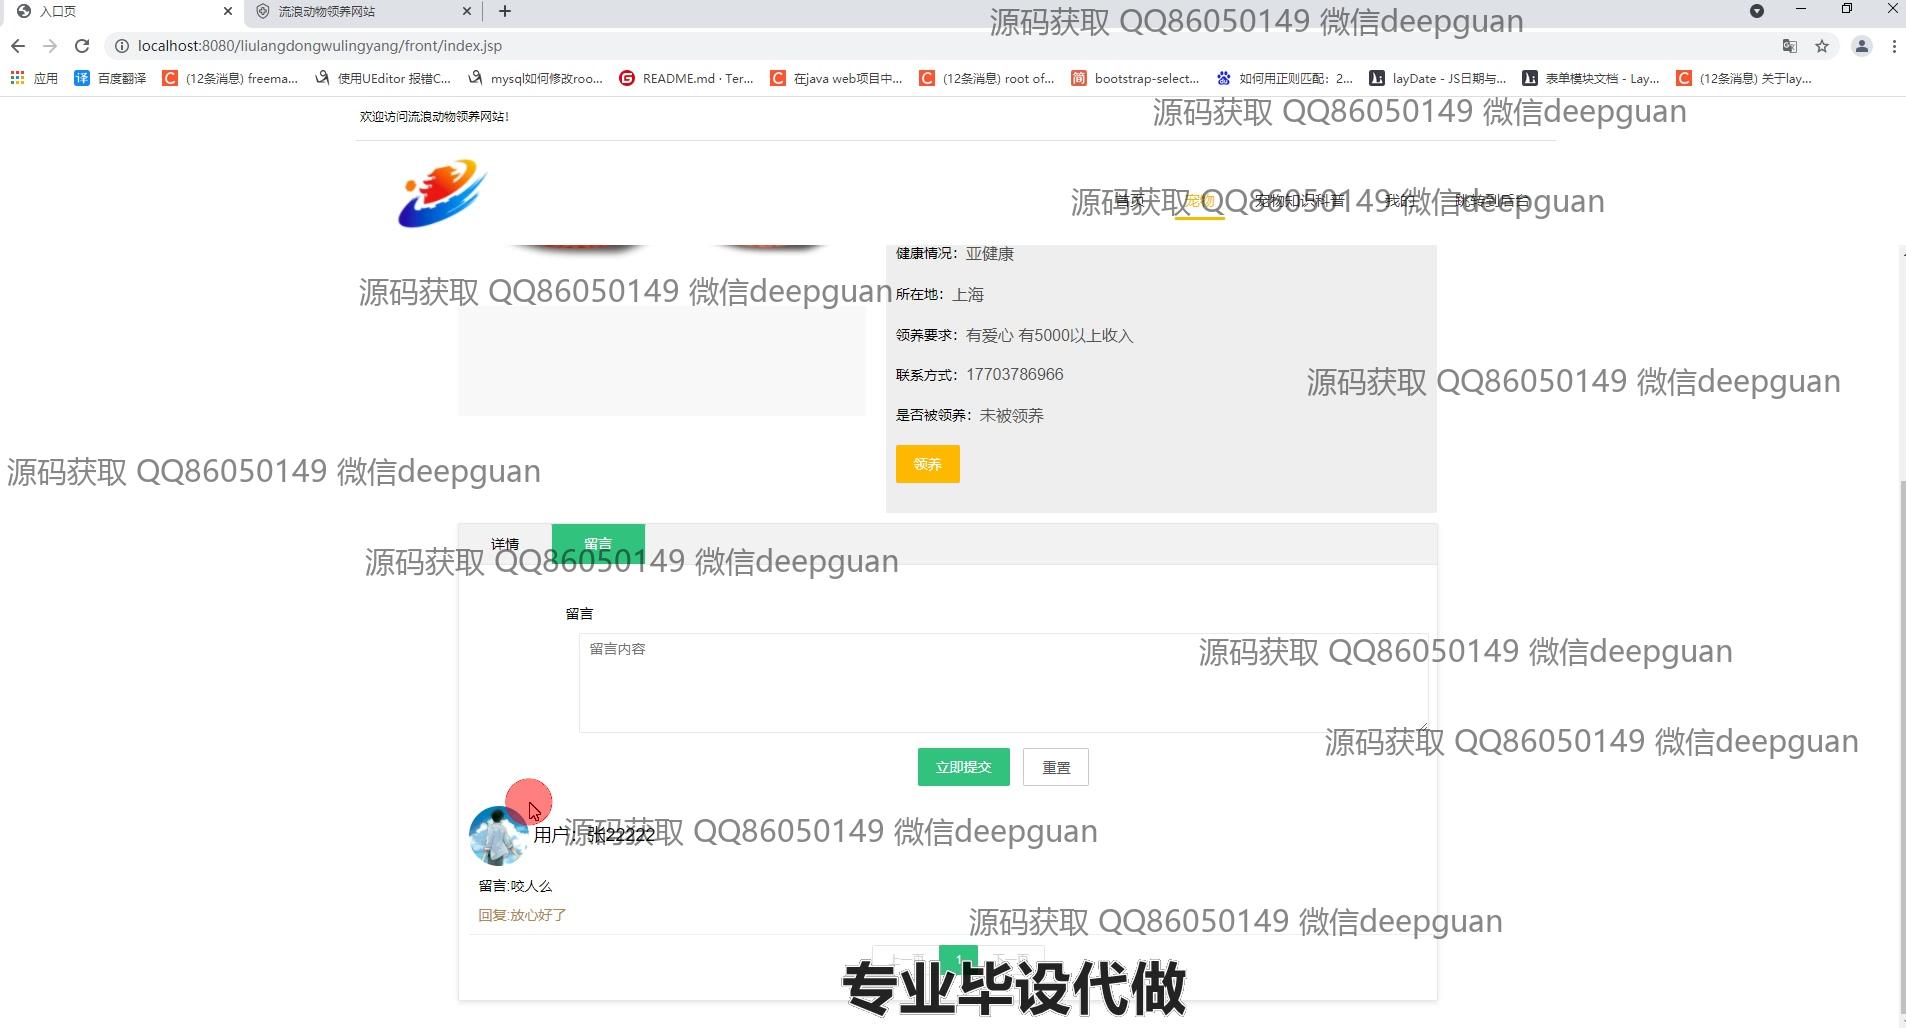 入口页
流浪动物领养网站
localhost:8080/liulangdongwulingyang/front/index.jsp
应用
百度翻译
(12条消息) freema...
使用UEditor 报错C...
mysql如何修改roo...
README.md · Ter...
在java web项目中...
(12条消息) root of...
bootstrap-select...
如何用正则匹配：2...
layDate - JS日期与...
表单模块文档 - Lay...
(12条消息) 关于lay...
源码获取 QQ86050149 微信deepguan
欢迎访问流浪动物领养网站!
源码获取 QQ86050149 微信deepguan
首页
宠物
宠物知识科普
我的
跳转到后台
源码获取 QQ86050149 微信deepguan
健康情况：亚健康
源码获取 QQ86050149 微信deepguan
所在地：上海
领养要求：有爱心 有5000以上收入
联系方式：17703786966
源码获取 QQ86050149 微信deepguan
是否被领养：未被领养
领养
源码获取 QQ86050149 微信deepguan
详情
留言
源码获取 QQ86050149 微信deepguan
留言
留言内容
源码获取 QQ86050149 微信deepguan
源码获取 QQ86050149 微信deepguan
立即提交
重置
用户：张22222
源码获取 QQ86050149 微信deepguan
留言:咬人么
回复:放心好了
源码获取 QQ86050149 微信deepguan
上一页
1
下一页
专业毕设代做